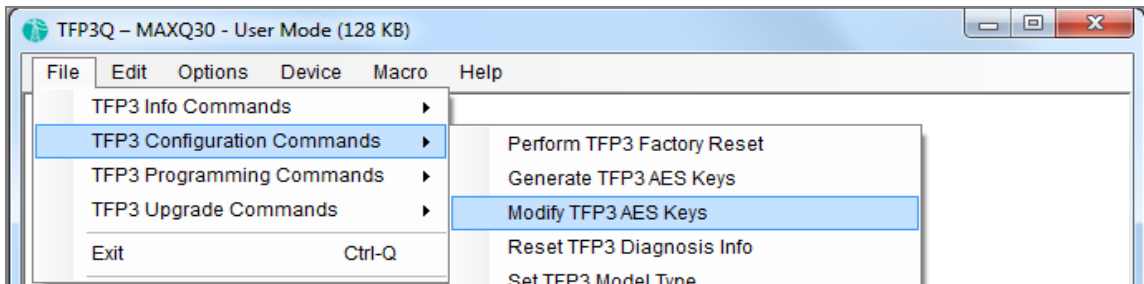 TFP3Q – MAXQ30 - User Mode (128 KB)
File Edit Options Device Macro Help
TFP3 Info Commands
TFP3 Configuration Commands
TFP3 Programming Commands
TFP3 Upgrade Commands
Exit Ctrl-Q
Perform TFP3 Factory Reset
Generate TFP3 AES Keys
Modify TFP3 AES Keys
Reset TFP3 Diagnosis Info
Set TFP3 Model Type